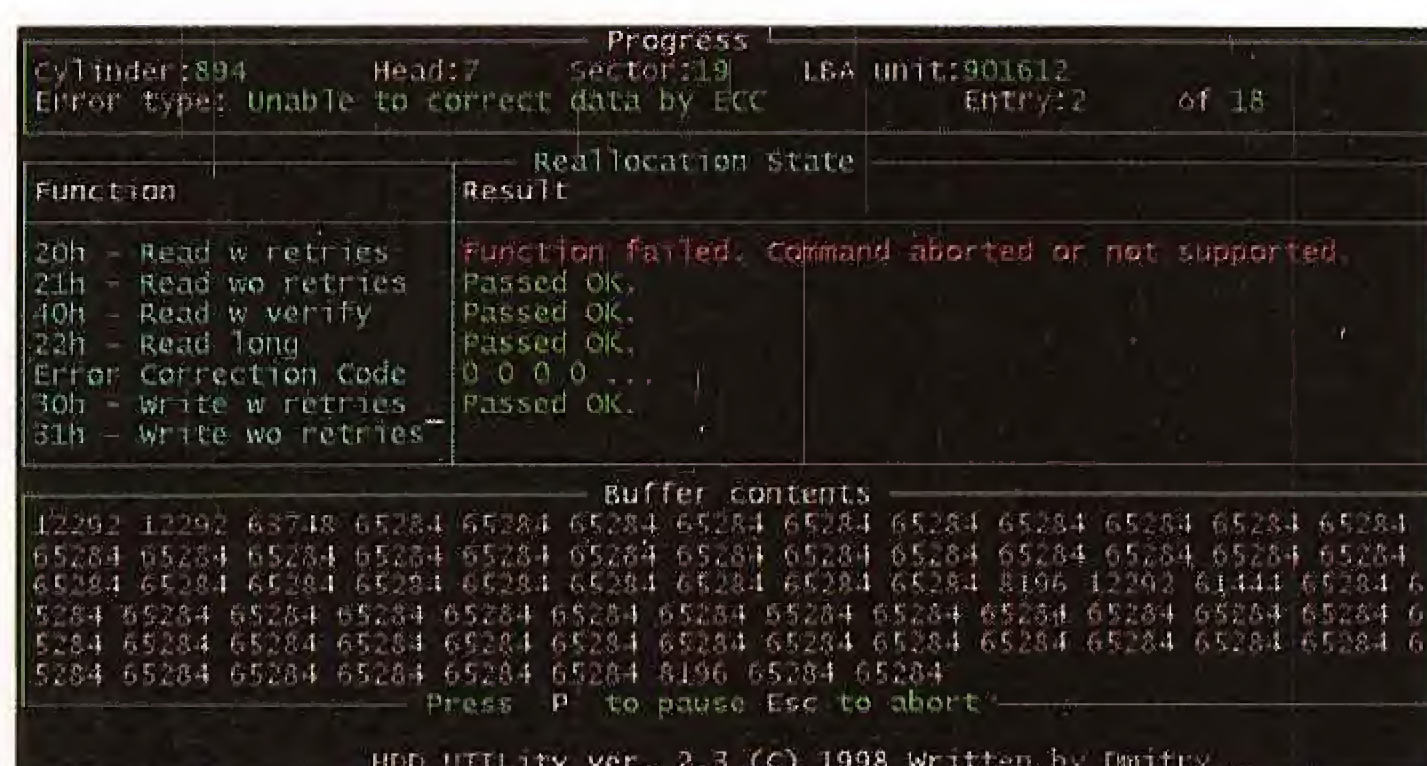 Progress
Cylinder:894 Head:7 Sector:19 LBA unit:901612
Error type: Unable to correct data by ECC Entry:2 of 18
Reallocation state
Function Result
20h - Read w retries Function failed. Command aborted or not supported.
21h - Read wo retries Passed OK.
40h - Read w verify Passed OK.
22h - Read long Passed OK.
Error Correction Code 0 0 0 0 ...
30h - Write w retries Passed OK.
31h - Write wo retries
Buffer contents
12292 12292 63748 65284 65284 65284 65284 65284 65284 65284 65284 65284 65284
65284 65284 65284 65284 65284 65284 65284 65284 65284 65284 65284 65284 65284
65284 65284 65284 65284 65284 65284 65284 65284 65284 8196 12292 61444 65284 6
5284 65284 65284 65284 65284 65284 65284 65284 65284 65284 65284 65284 65284 6
5284 65284 65284 65284 65284 65284 65284 65284 65284 65284 65284 65284 65284 6
5284 65284 65284 65284 65284 65284 8196 65284 65284
Press P to pause Esc to abort
HDD UTILity ver. 2.3 (C) 1998 Written by Dmitry